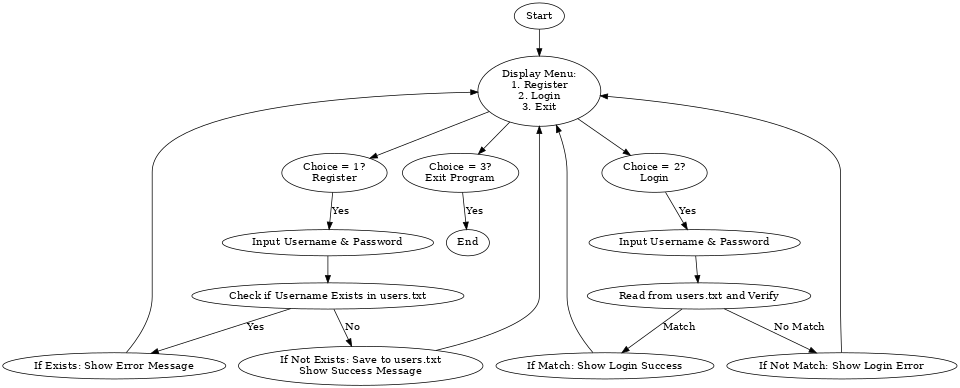 Start
Display Menu:
1. Register
2. Login
3. Exit
Choice = 1?
Register
Choice = 3?
Exit Program
Choice = 2?
Login
Yes
Yes
Yes
Input Username & Password
End
Input Username & Password
Check if Username Exists in users.txt
Read from users.txt and Verify
Yes
No
Match
No Match
If Exists: Show Error Message
If Not Exists: Save to users.txt
Show Success Message
If Match: Show Login Success
If Not Match: Show Login Error